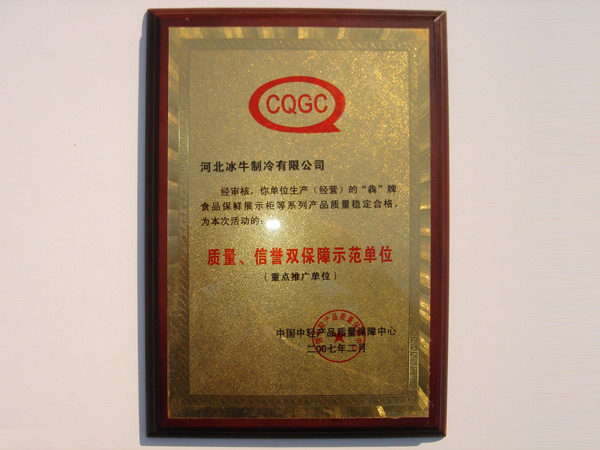 CQGC
河北冰牛制冷有限公司
经审核，你单位生产（经营）的“”牌
食品保鲜展示柜等系列产品质量稳定合格，
为本次活动的：
质量、信誉双保障示范单位
（重点推广单位）
中国中轻产品质量保障中心
二00七年二月